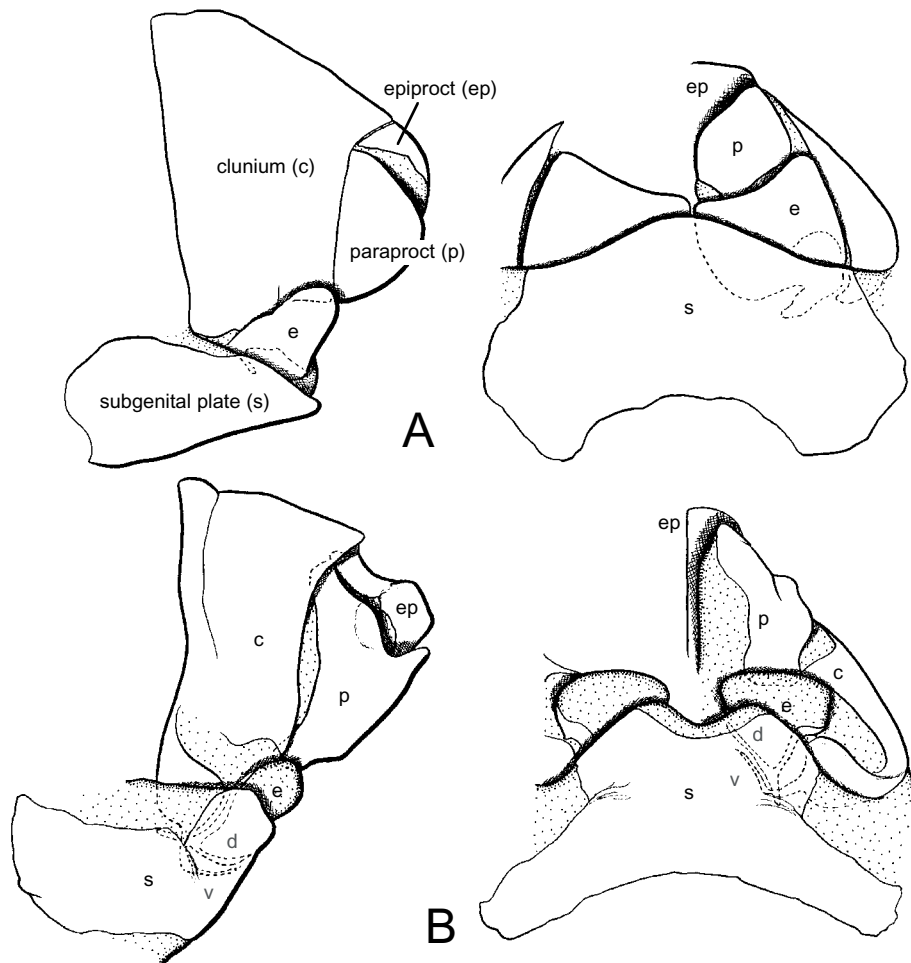 epiproct (ep)
clunium (c)
paraproct (p)
e
subgenital plate (s)
A
ep
p
e
s
c
ep
p
e
d
s
v
B
ep
p
c
e
d
v
s